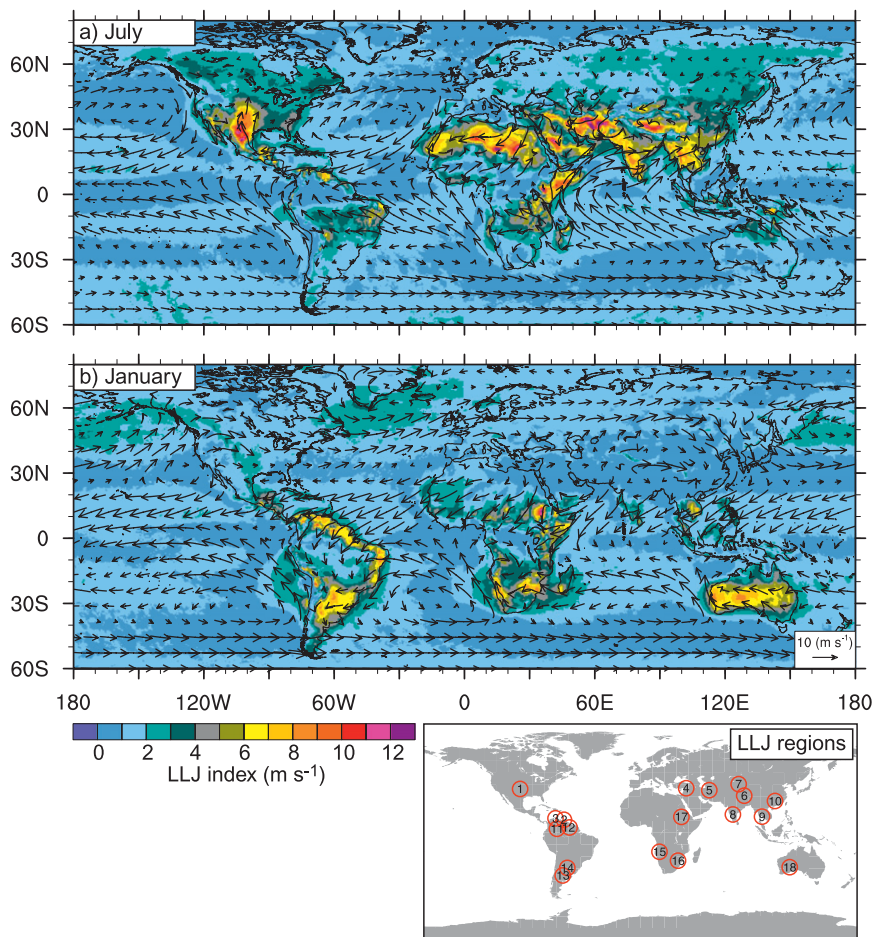 a) July
60N
30N
0
30S
60S
b) January
60N
30N
0
30S
60S
10 (m s-1)
180 120W 60W 0 60E 120E 180
0 2 4 6 8 10 12
LLJ index (m s-1)
LLJ regions
1
4 5 7 6
3 2 8 9 10
11 12 17
15 16
14
13 18